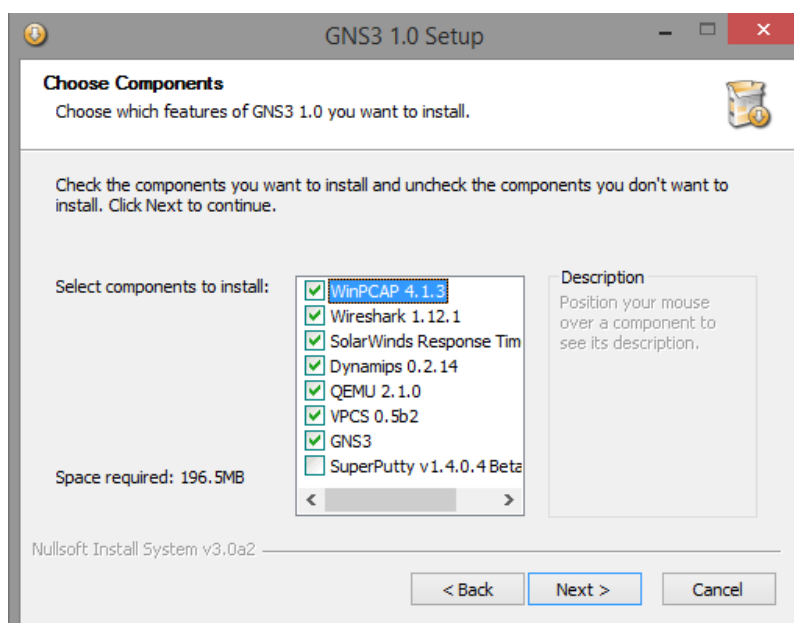 GNS3 1.0 Setup
Choose Components
Choose which features of GNS3 1.0 you want to install.
Check the components you want to install and uncheck the components you don't want to
install. Click Next to continue.
Select components to install:
WinPCAP 4.1.3
Wireshark 1.12.1
SolarWinds Response Tim
Dynamips 0.2.14
QEMU 2.1.0
VPCS 0.5b2
GNS3
SuperPutty v1.4.0.4 Beta
Description
Position your mouse
over a component to
see its description.
Space required: 196.5MB
Nullsoft Install System v3.0a2
< Back Next > Cancel